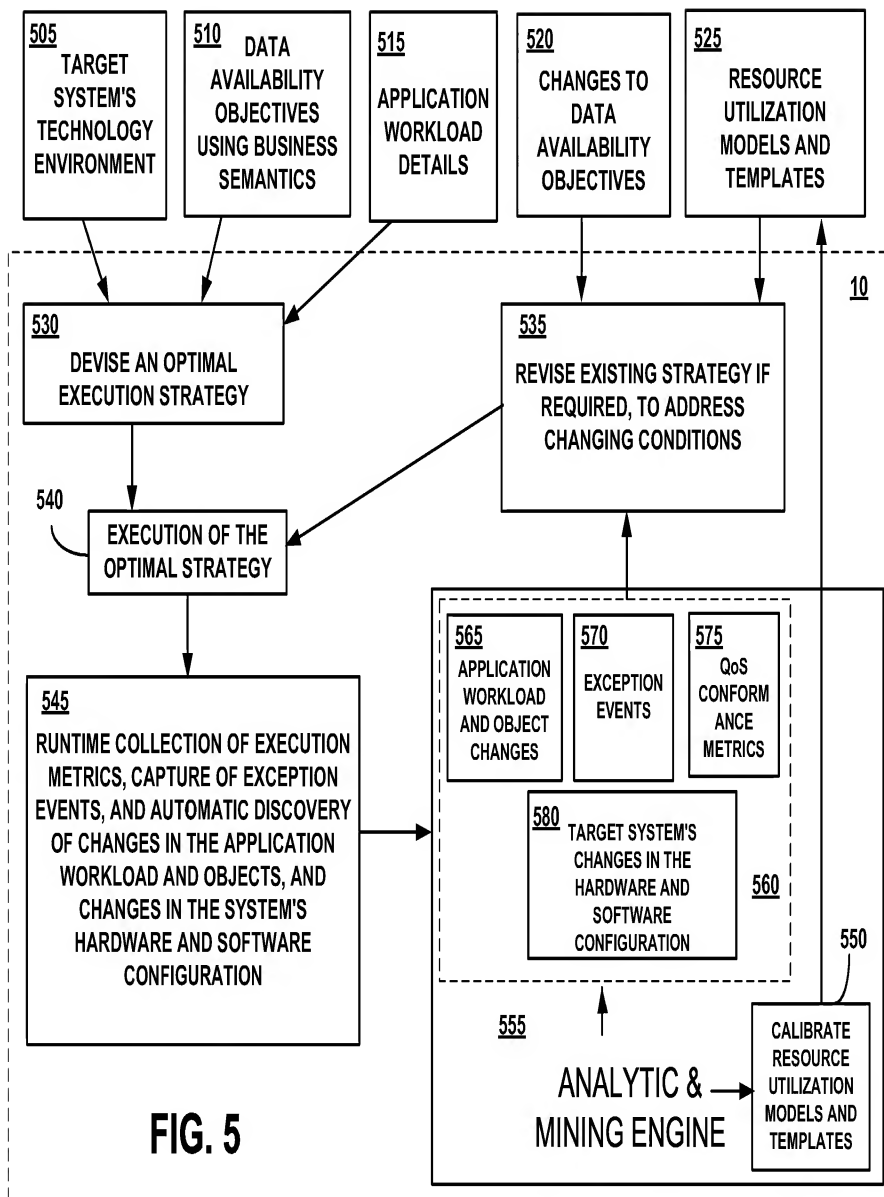 505
TARGET
SYSTEM'S
TECHNOLOGY
ENVIRONMENT
510
DATA
AVAILABILITY
OBJECTIVES
USING BUSINESS
SEMANTICS
515
APPLICATION
WORKLOAD
DETAILS
520
CHANGES TO
DATA
AVAILABILITY
OBJECTIVES
525
RESOURCE
UTILIZATION
MODELS AND
TEMPLATES
10
530
DEVISE AN OPTIMAL
EXECUTION STRATEGY
535
REVISE EXISTING STRATEGY IF
REQUIRED, TO ADDRESS
CHANGING CONDITIONS
540
EXECUTION OF THE
OPTIMAL STRATEGY
545
RUNTIME COLLECTION OF EXECUTION
METRICS, CAPTURE OF EXCEPTION
EVENTS, AND AUTOMATIC DISCOVERY
OF CHANGES IN THE APPLICATION
WORKLOAD AND OBJECTS, AND
CHANGES IN THE SYSTEM'S
HARDWARE AND SOFTWARE
CONFIGURATION
565
APPLICATION
WORKLOAD
AND OBJECT
CHANGES
570
EXCEPTION
EVENTS
575
QoS
CONFORM
ANCE
METRICS
580
TARGET SYSTEM'S
CHANGES IN THE
HARDWARE AND
SOFTWARE
CONFIGURATION
560
550
555
ANALYTIC &
MINING ENGINE
CALIBRATE
RESOURCE
UTILIZATION
MODELS AND
TEMPLATES
FIG. 5